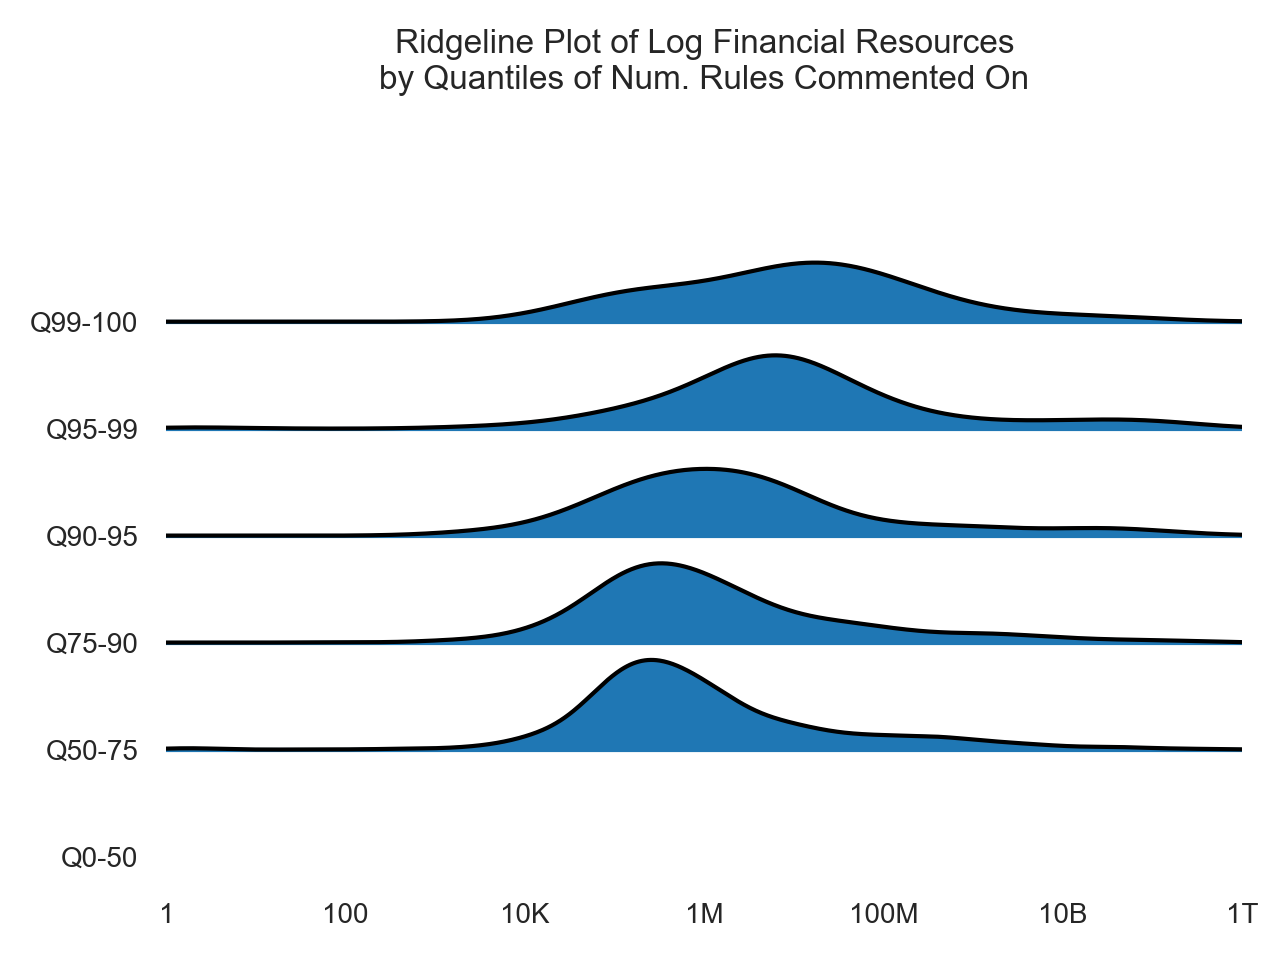 Ridgeline Plot of Log Financial Resources
by Quantiles of Num. Rules Commented On
Q99-100
Q95-99
Q90-95
Q75-90
Q50-75
Q0-50
1 100 10K 1M 100M 10B 1T